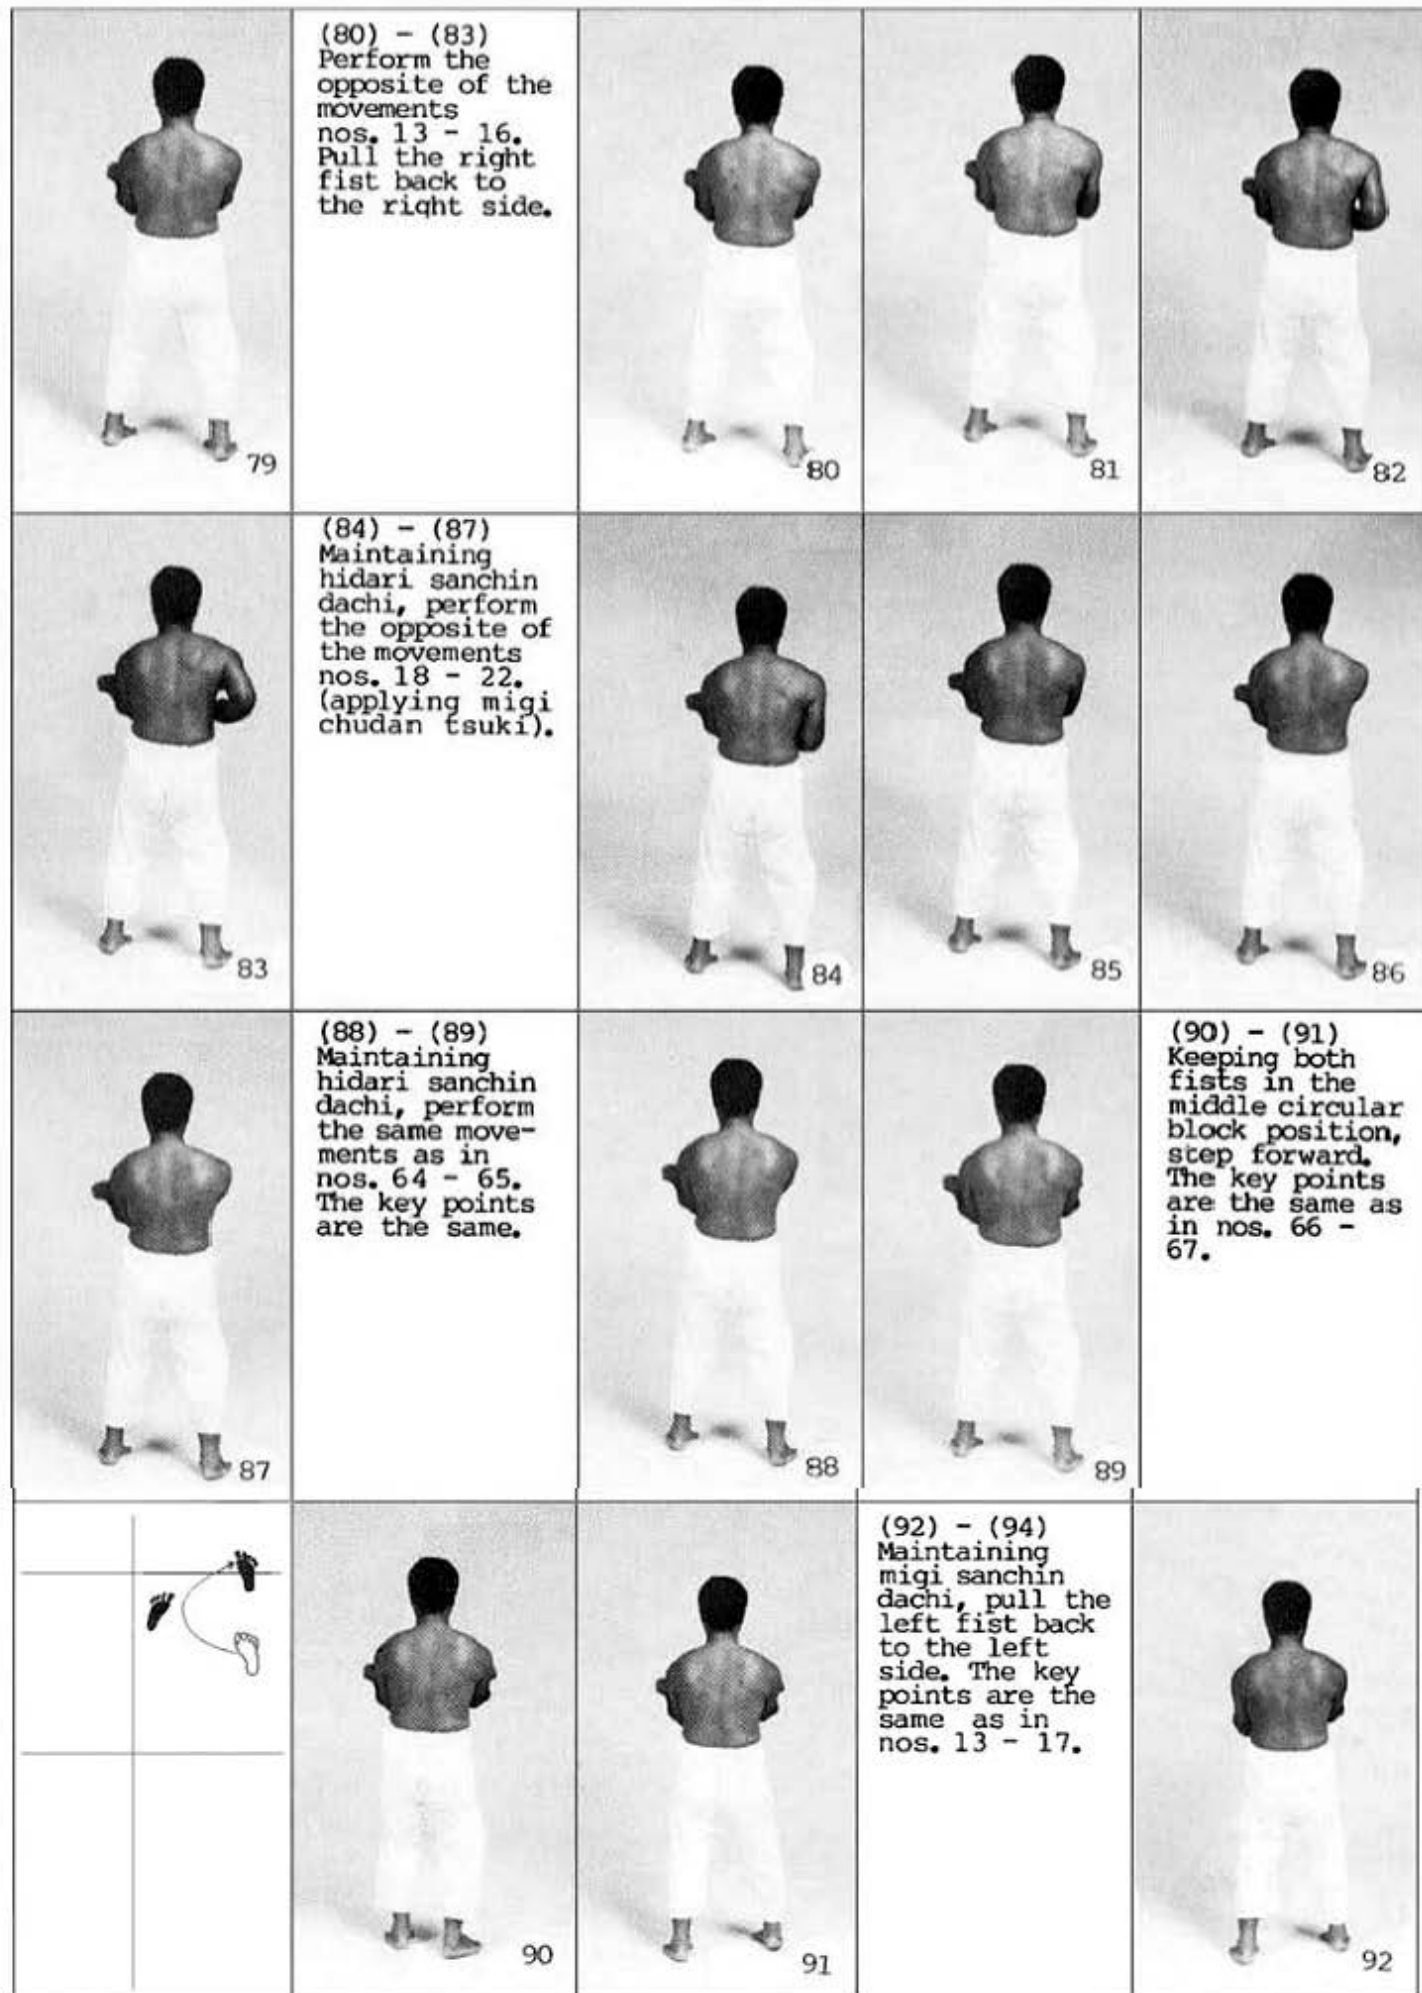 (80) - (83)
Perform the
opposite of the
movements
nos. 13 - 16.
Pull the right
fist back to
the right side.
79
80
81
82
(84) - (87)
Maintaining
hidari sanchin
dachi, perform
the opposite of
the movements
nos. 18 - 22.
(applying migi
chudan tsuki).
83
84
85
86
(88) - (89)
Maintaining
hidari sanchin
dachi, perform
the same move-
ments as in
nos. 64 - 65.
The key points
are the same.
(90) - (91)
Keeping both
fists in the
middle circular
block position,
step forward.
The key points
are the same as
in nos. 66 -
67.
87
88
89
(92) - (94)
Maintaining
migi sanchin
dachi, pull the
left fist back
to the left
side. The key
points are the
same as in
nos. 13 - 17.
90
91
92